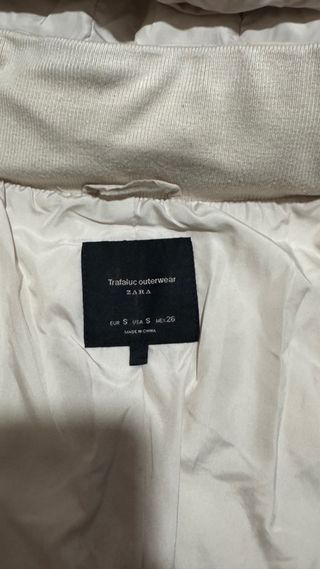 Trafaluc outerwear
ZARA
EUR S USA S MEX 26
MADE IN CHINA